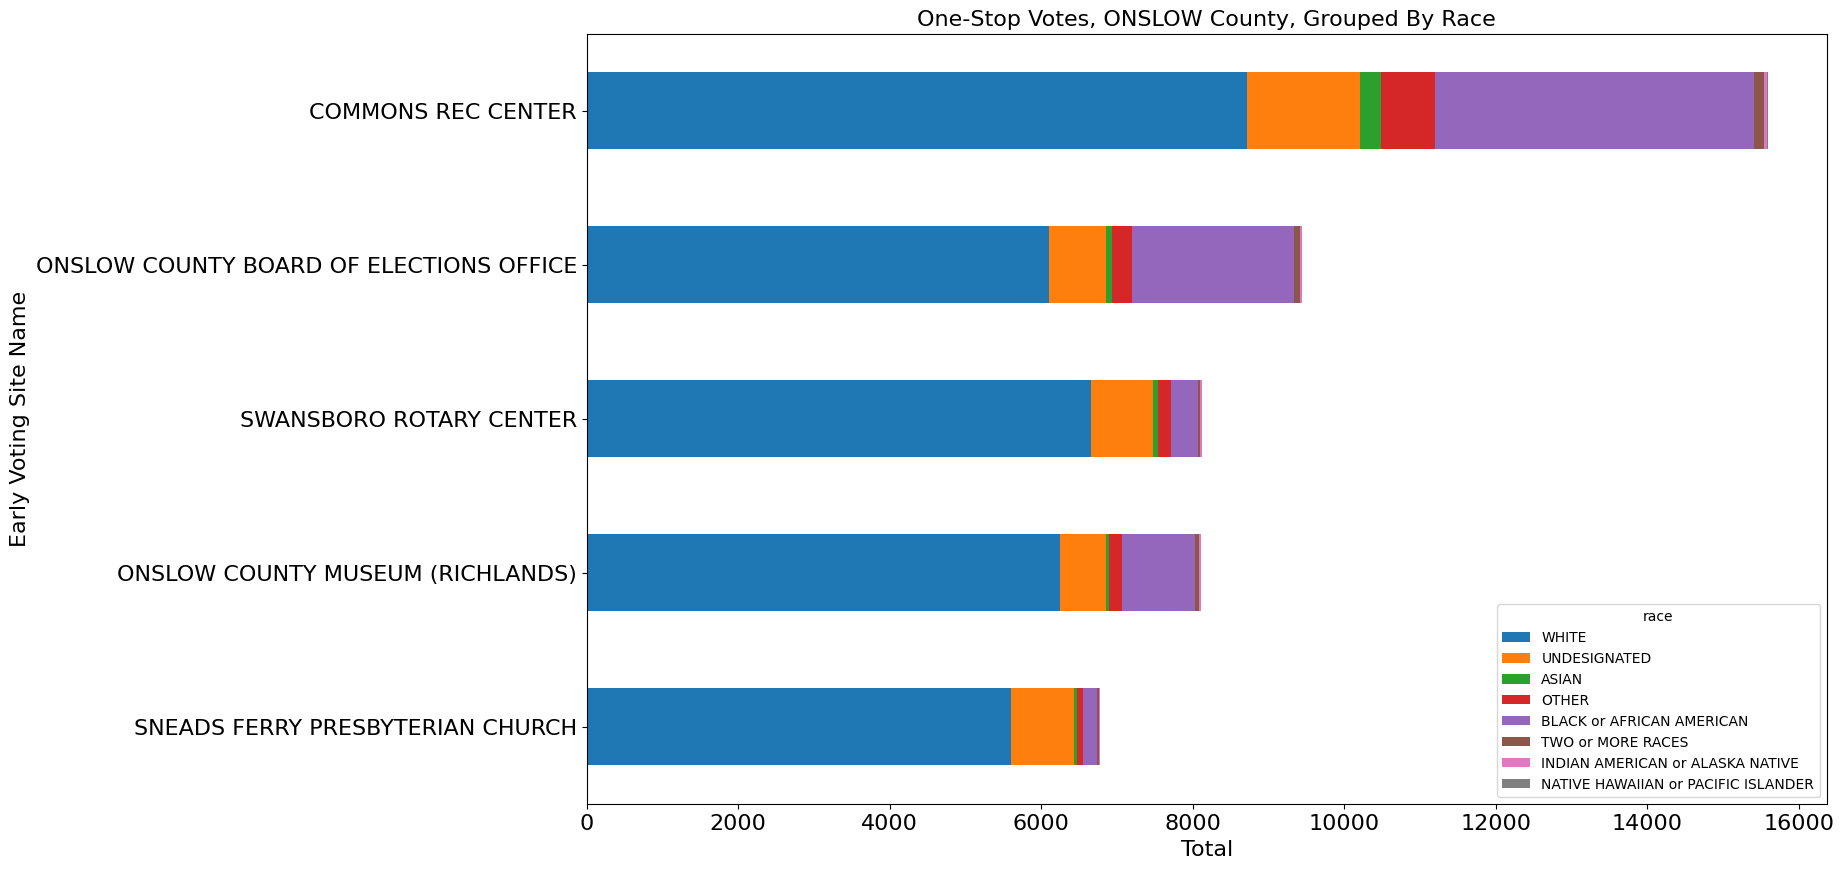 One-Stop Votes, ONSLOW County, Grouped By Race
Early Voting Site Name
COMMONS REC CENTER
ONSLOW COUNTY BOARD OF ELECTIONS OFFICE
SWANSBORO ROTARY CENTER
ONSLOW COUNTY MUSEUM (RICHLANDS)
SNEADS FERRY PRESBYTERIAN CHURCH
race
WHITE
UNDESIGNATED
ASIAN
OTHER
BLACK or AFRICAN AMERICAN
TWO or MORE RACES
INDIAN AMERICAN or ALASKA NATIVE
NATIVE HAWAIIAN or PACIFIC ISLANDER
0 2000 4000 6000 8000 10000 12000 14000 16000
Total